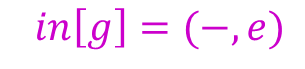 in[g] = (−, e)